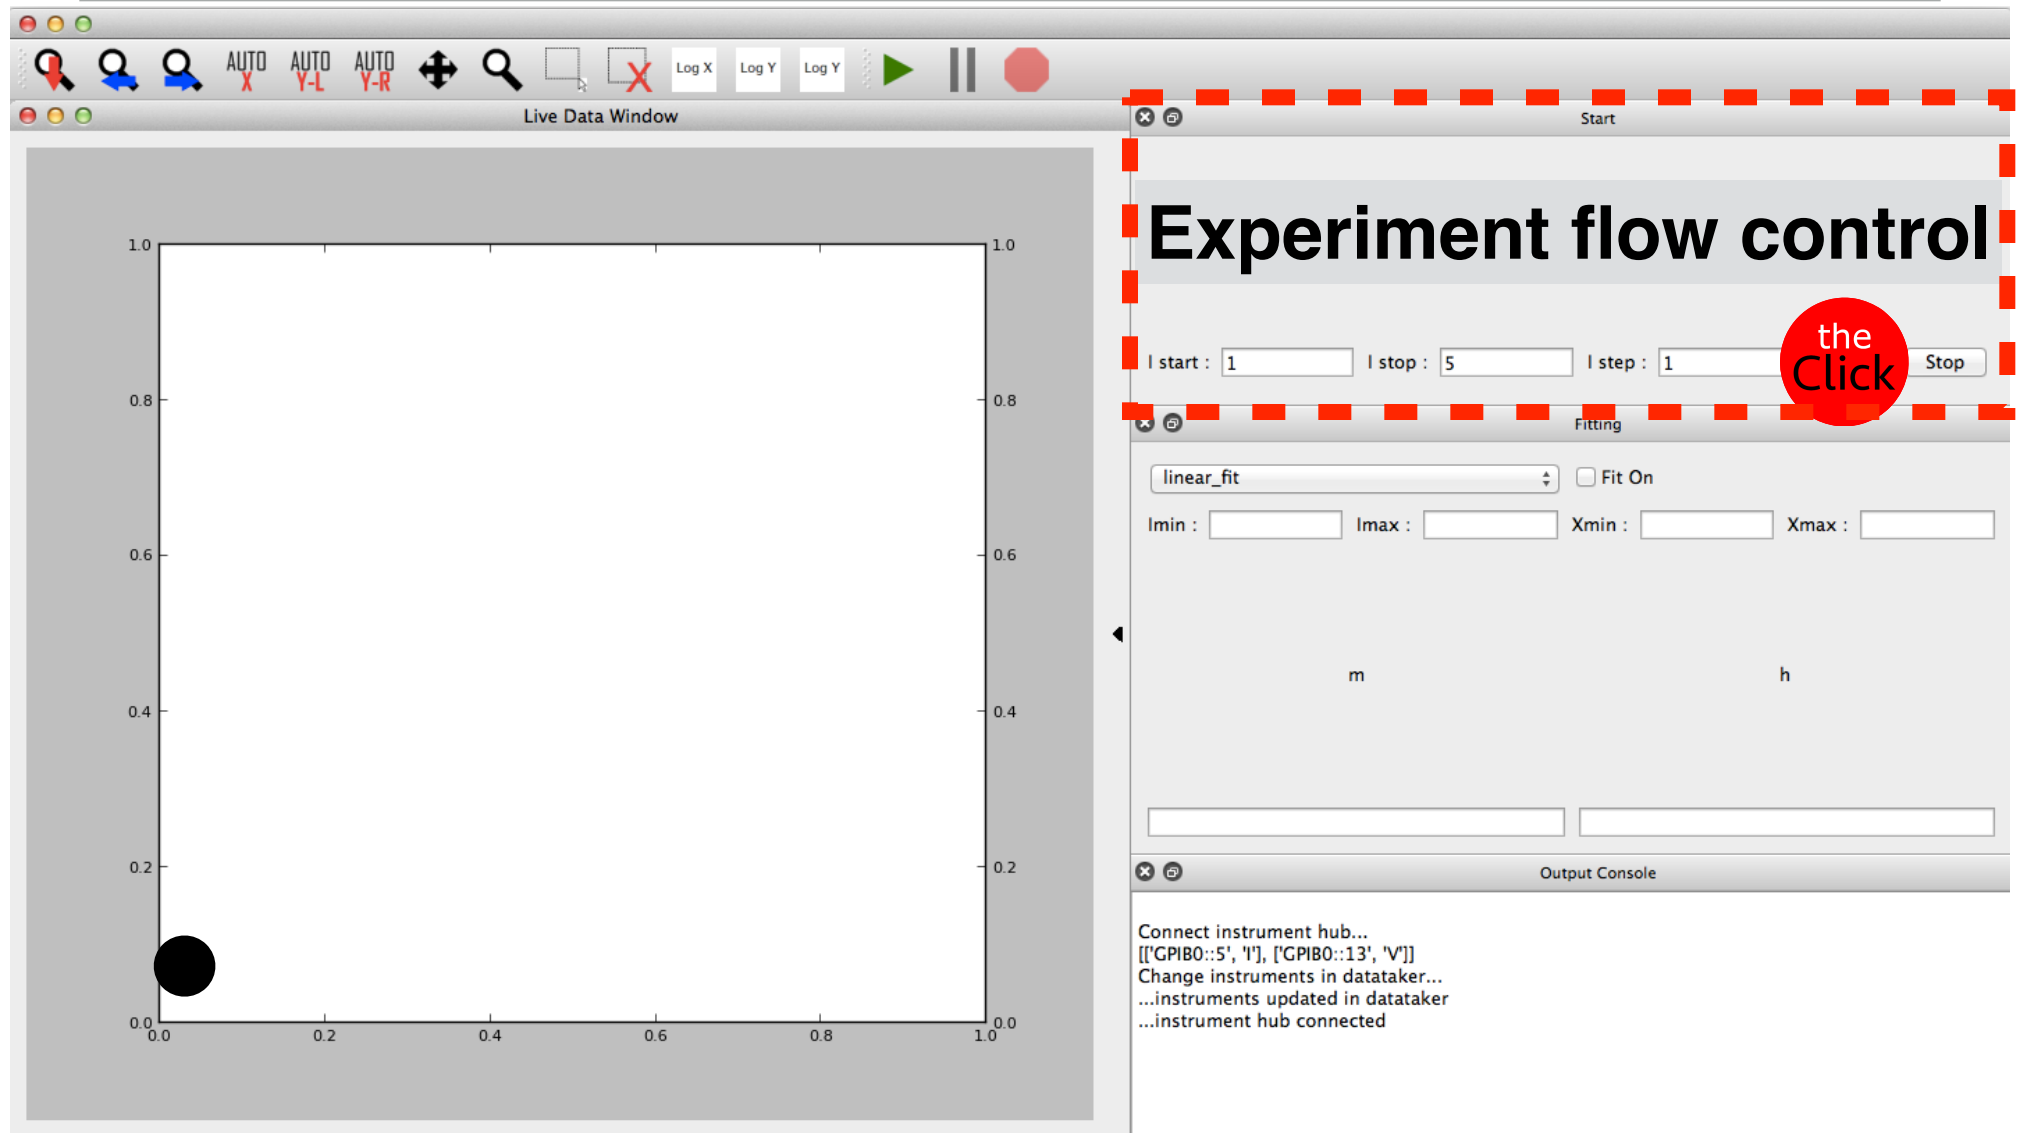 AUTO X AUTO Y-L AUTO Y-R Log X Log Y Log Y
Live Data Window
Start
Experiment flow control
I start : 1 I stop : 5 I step : 1 Stop
the
Click
Fitting
linear_fit Fit On
Imin : Imax : Xmin : Xmax :
m h
Output Console
Connect instrument hub...
[['GPIB0::5', 'I'], ['GPIB0::13', 'V']]
Change instruments in datataker...
...instruments updated in datataker
...instrument hub connected
1.0 1.0
0.8 0.8
0.6 0.6
0.4 0.4
0.2 0.2
0.0 0.0
0.0 0.2 0.4 0.6 0.8 1.0